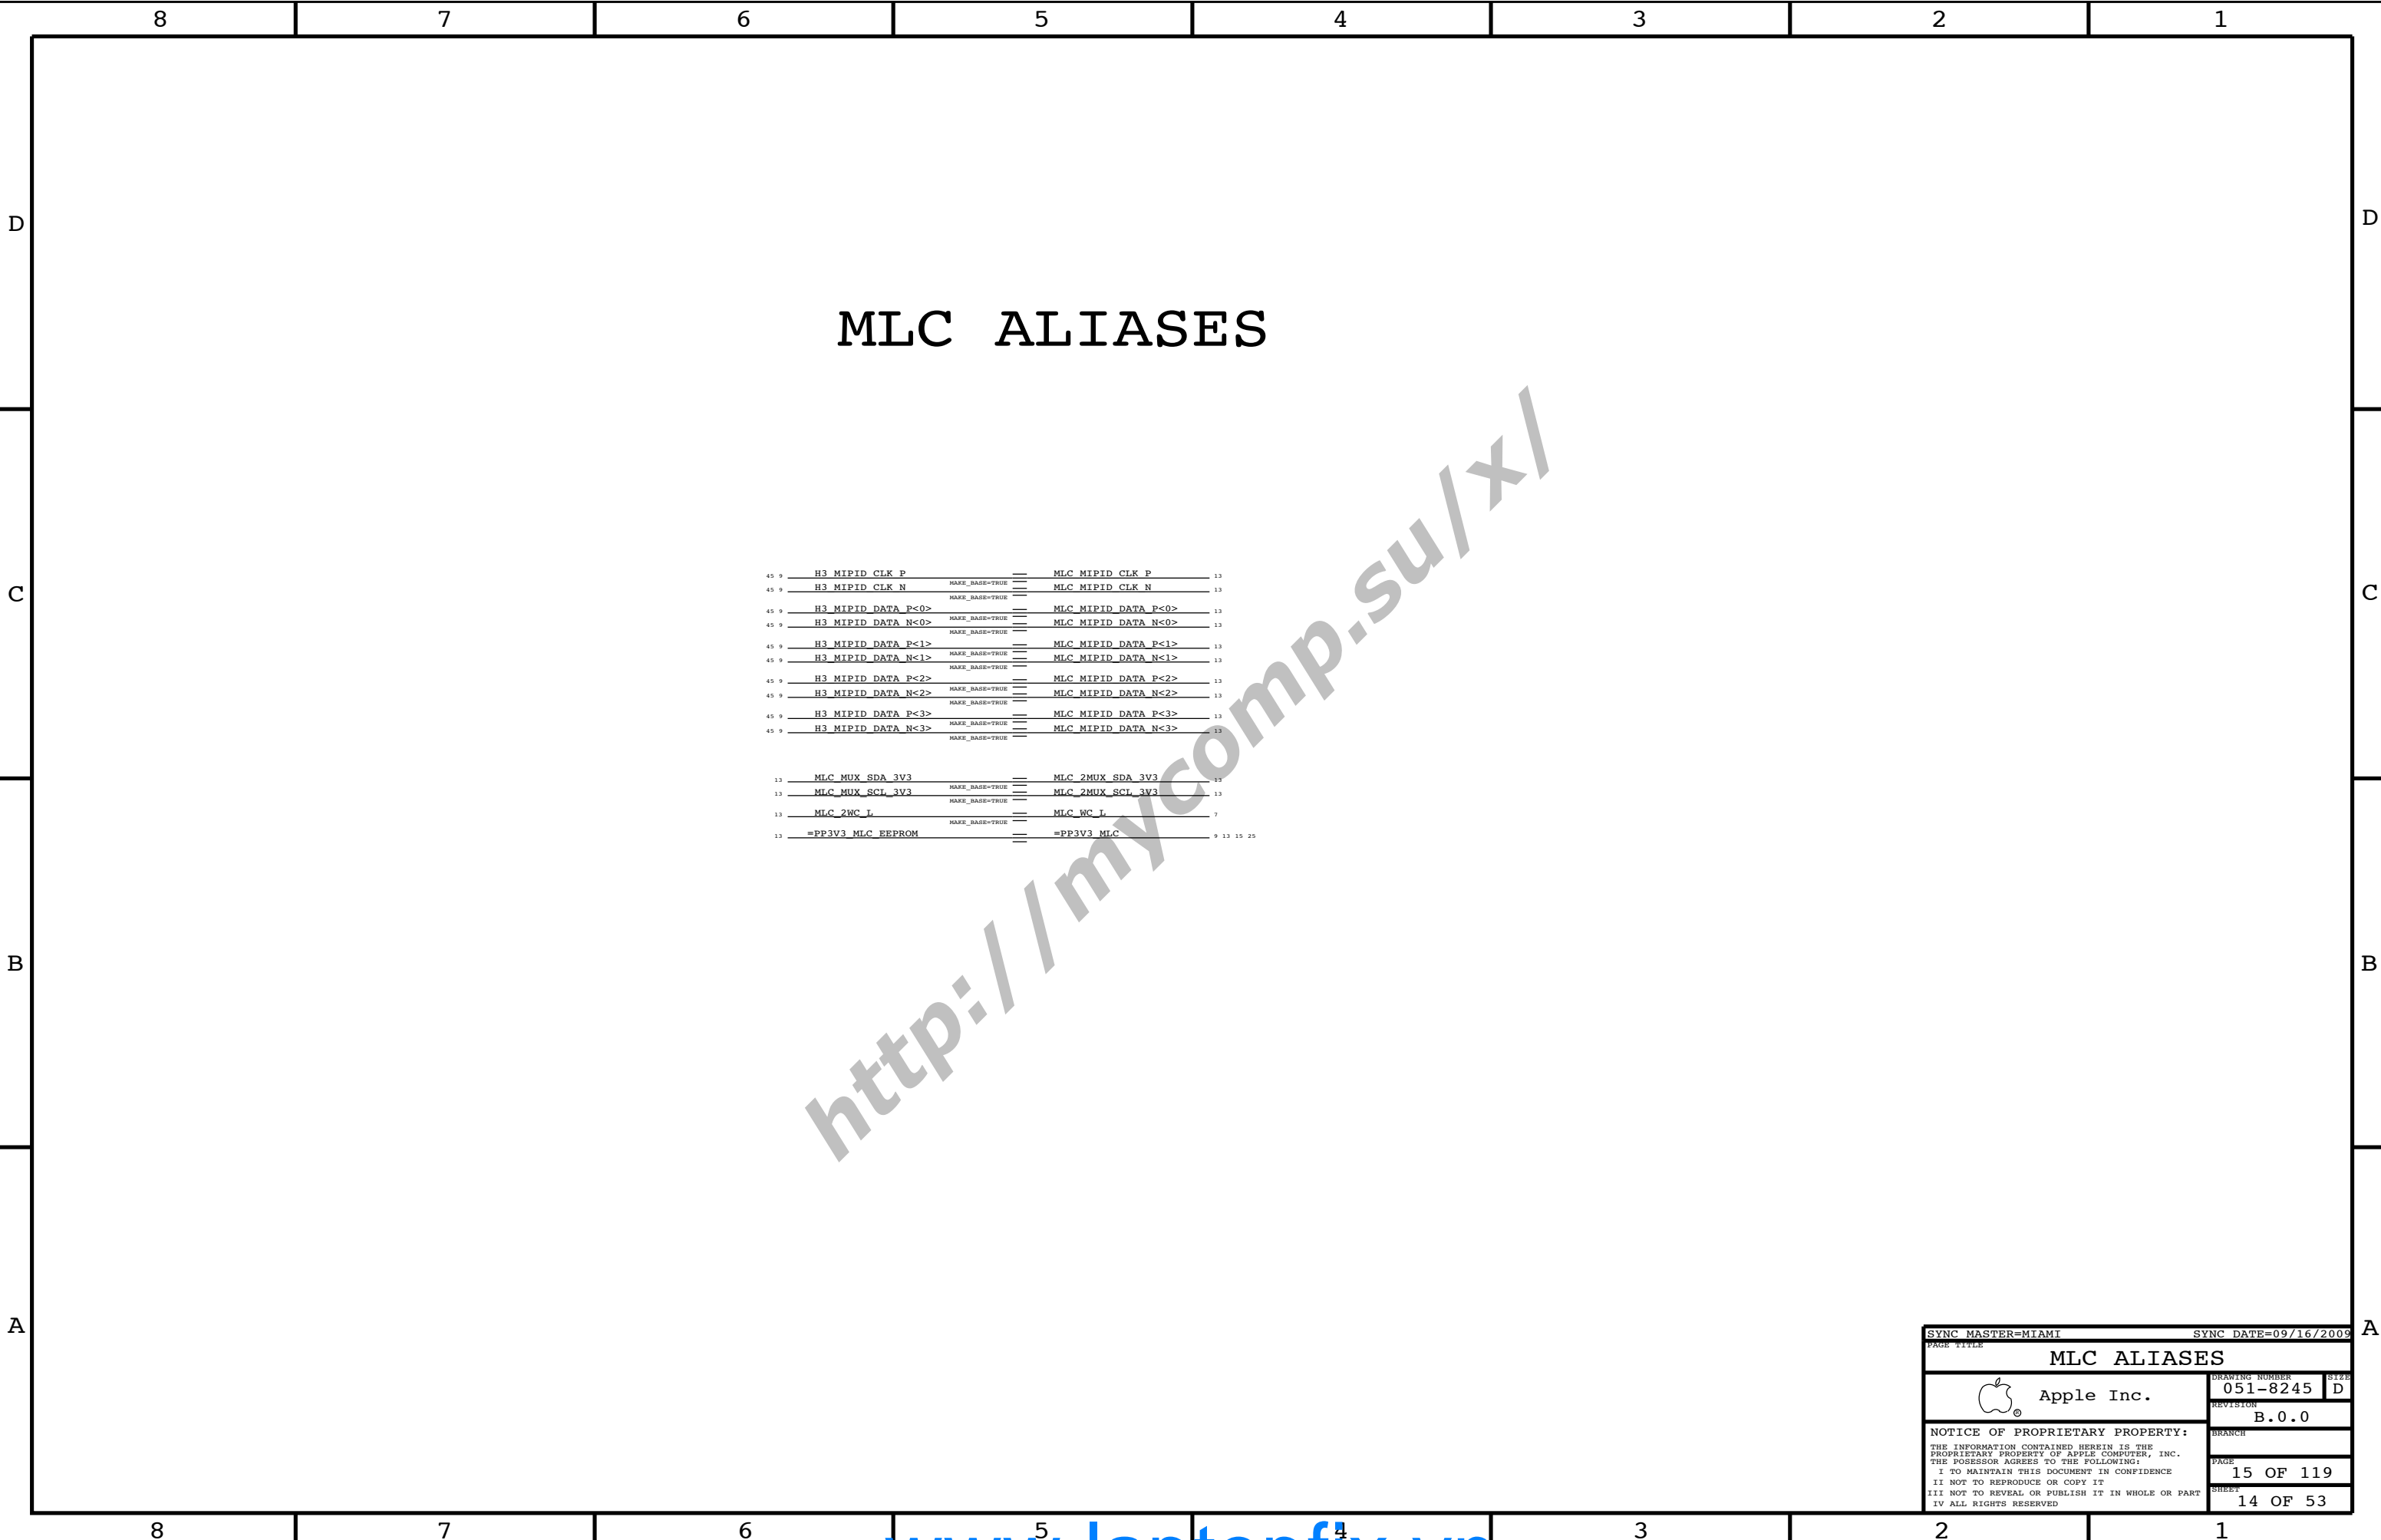 8 7 6 5 4 3 2 1
D D
MLC ALIASES
C C
45 9 H3_MIPID_CLK_P MAKE_BASE=TRUE MLC_MIPID_CLK_P 13
45 9 H3_MIPID_CLK_N MAKE_BASE=TRUE MLC_MIPID_CLK_N 13
45 9 H3_MIPID_DATA_P<0> MAKE_BASE=TRUE MLC_MIPID_DATA_P<0> 13
45 9 H3_MIPID_DATA_N<0> MAKE_BASE=TRUE MLC_MIPID_DATA_N<0> 13
45 9 H3_MIPID_DATA_P<1> MAKE_BASE=TRUE MLC_MIPID_DATA_P<1> 13
45 9 H3_MIPID_DATA_N<1> MAKE_BASE=TRUE MLC_MIPID_DATA_N<1> 13
45 9 H3_MIPID_DATA_P<2> MAKE_BASE=TRUE MLC_MIPID_DATA_P<2> 13
45 9 H3_MIPID_DATA_N<2> MAKE_BASE=TRUE MLC_MIPID_DATA_N<2> 13
45 9 H3_MIPID_DATA_P<3> MAKE_BASE=TRUE MLC_MIPID_DATA_P<3> 13
45 9 H3_MIPID_DATA_N<3> MAKE_BASE=TRUE MLC_MIPID_DATA_N<3> 13
13 MLC_MUX_SDA_3V3 MAKE_BASE=TRUE MLC_2MUX_SDA_3V3 13
13 MLC_MUX_SCL_3V3 MAKE_BASE=TRUE MLC_2MUX_SCL_3V3 13
13 MLC_2WC_L MAKE_BASE=TRUE MLC_WC_L 7
13 =PP3V3_MLC_EEPROM =PP3V3_MLC 9 13 15 25
http://mycomp.su/x/
B B
A A
SYNC_MASTER=MIAMI SYNC_DATE=09/16/2009
PAGE TITLE
MLC ALIASES
Apple Inc.
®
DRAWING NUMBER
051-8245
SIZE
D
REVISION
B.0.0
NOTICE OF PROPRIETARY PROPERTY:
THE INFORMATION CONTAINED HEREIN IS THE
PROPRIETARY PROPERTY OF APPLE COMPUTER, INC.
THE POSESSOR AGREES TO THE FOLLOWING:
I TO MAINTAIN THIS DOCUMENT IN CONFIDENCE
II NOT TO REPRODUCE OR COPY IT
III NOT TO REVEAL OR PUBLISH IT IN WHOLE OR PART
IV ALL RIGHTS RESERVED
BRANCH
PAGE
15 OF 119
SHEET
14 OF 53
8 7 6 5 4 3 2 1